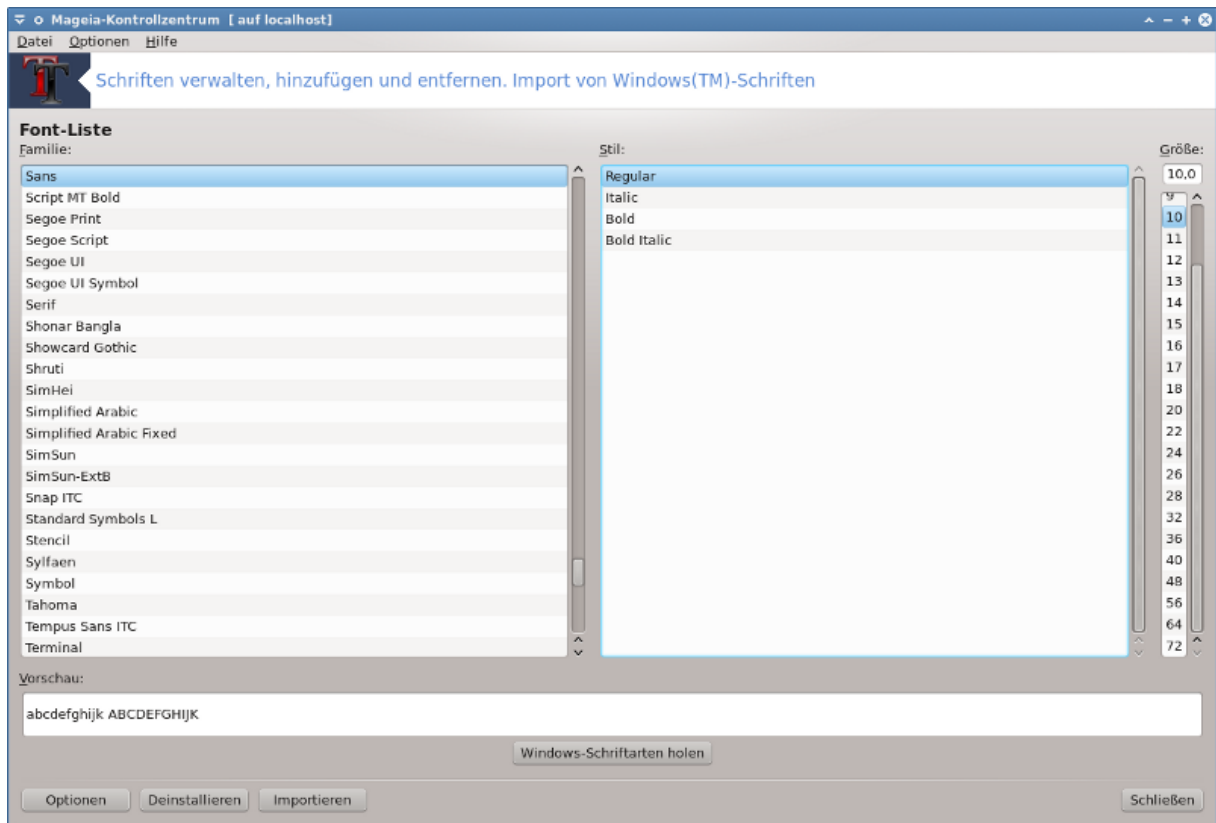 Mageia-Kontrollzentrum [ auf localhost]
Datei Optionen Hilfe
Schriften verwalten, hinzufügen und entfernen. Import von Windows(TM)-Schriften
Font-Liste
Familie:
Sans
Script MT Bold
Segoe Print
Segoe Script
Segoe UI
Segoe UI Symbol
Serif
Shonar Bangla
Showcard Gothic
Shruti
SimHei
Simplified Arabic
Simplified Arabic Fixed
SimSun
SimSun-ExtB
Snap ITC
Standard Symbols L
Stencil
Sylfaen
Symbol
Tahoma
Tempus Sans ITC
Terminal
Stil:
Regular
Italic
Bold
Bold Italic
Größe:
10,0
9
10
11
12
13
14
15
16
17
18
20
22
24
26
28
32
36
40
48
56
64
72
Vorschau:
abcdefghijk ABCDEFGHIJK
Windows-Schriftarten holen
Optionen Deinstallieren Importieren Schließen